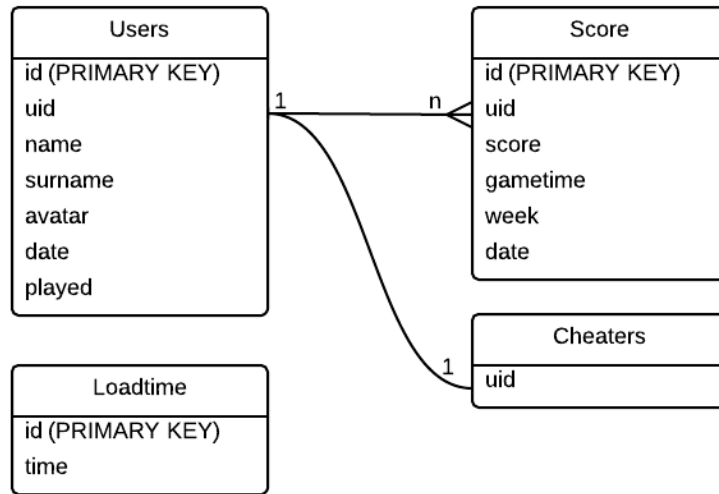 Users
id (PRIMARY KEY)
uid
name
surname
avatar
date
played
1
n
Score
id (PRIMARY KEY)
uid
score
gametime
week
date
Loadtime
id (PRIMARY KEY)
time
1
Cheaters
uid